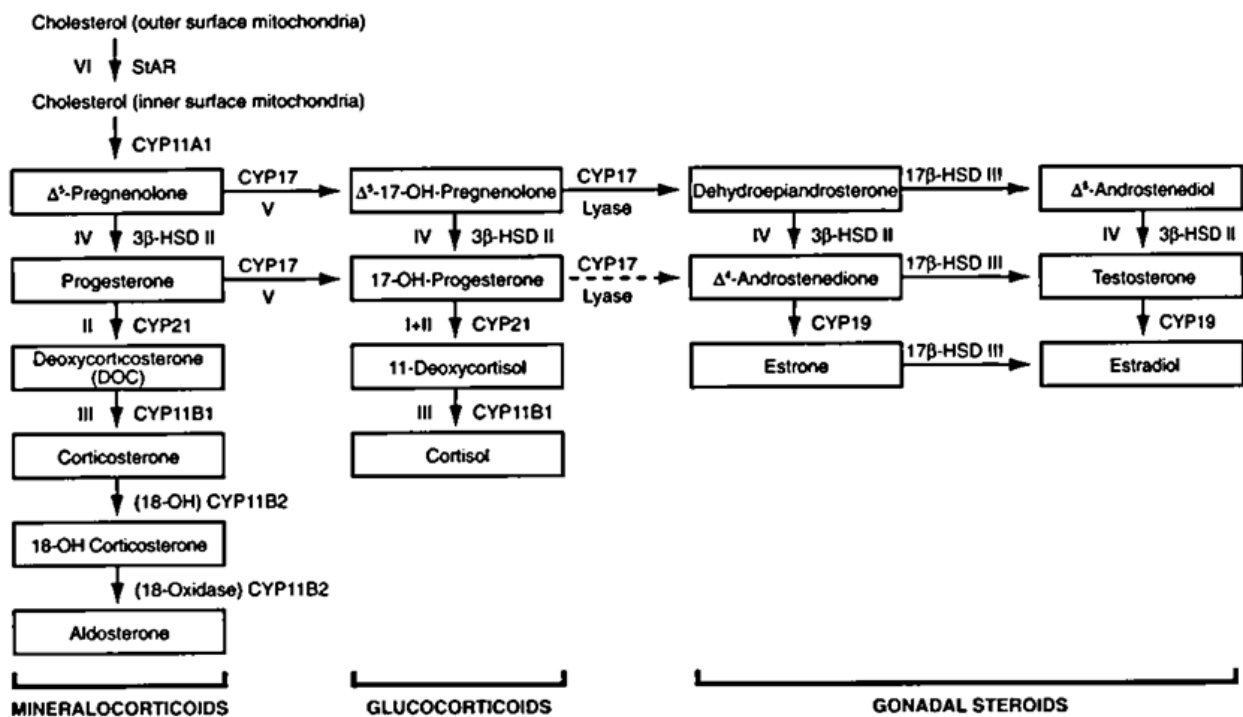 Cholesterol (outer surface mitochondria)
VI StAR
Cholesterol (inner surface mitochondria)
CYP11A1
Δ⁵-Pregnenolone CYP17 V Δ⁵-17-OH-Pregnenolone CYP17 Lyase Dehydroepiandrosterone 17β-HSD III Δ⁵-Androstenediol
IV 3β-HSD II IV 3β-HSD II IV 3β-HSD II IV 3β-HSD II
Progesterone CYP17 V 17-OH-Progesterone CYP17 Lyase Δ⁴-Androstenedione 17β-HSD III Testosterone
II CYP21 I+II CYP21 CYP19 CYP19
Deoxycorticosterone
(DOC)
11-Deoxycortisol Estrone 17β-HSD III Estradiol
III CYP11B1 III CYP11B1
Corticosterone Cortisol
(18-OH) CYP11B2
18-OH Corticosterone
(18-Oxidase) CYP11B2
Aldosterone
MINERALOCORTICOIDS GLUCOCORTICOIDS GONADAL STEROIDS